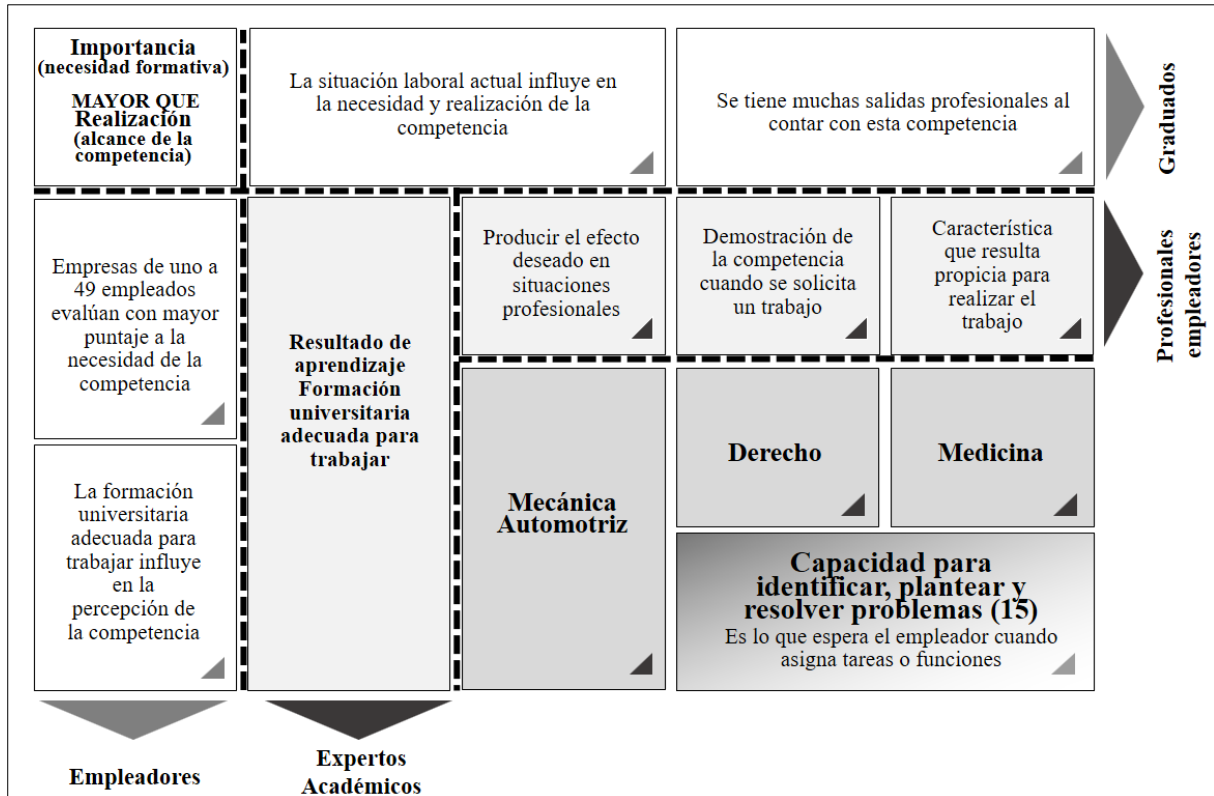 Importancia
(necesidad formativa)
MAYOR QUE
Realización
(alcance de la
competencia)
La situación laboral actual influye en
la necesidad y realización de la
competencia
Se tiene muchas salidas profesionales al
contar con esta competencia
Graduados
Empresas de uno a
49 empleados
evalúan con mayor
puntaje a la
necesidad de la
competencia
Resultado de
aprendizaje
Formación
universitaria
adecuada para
trabajar
Producir el efecto
deseado en
situaciones
profesionales
Demostración de
la competencia
cuando se solicita
un trabajo
Característica
que resulta
propicia para
realizar el
trabajo
Profesionales
empleadores
La formación
universitaria
adecuada para
trabajar influye
en la
percepción de
la competencia
Mecánica
Automotriz
Derecho
Medicina
Capacidad para
identificar, plantear y
resolver problemas (15)
Es lo que espera el empleador cuando
asigna tareas o funciones
Empleadores
Expertos
Académicos